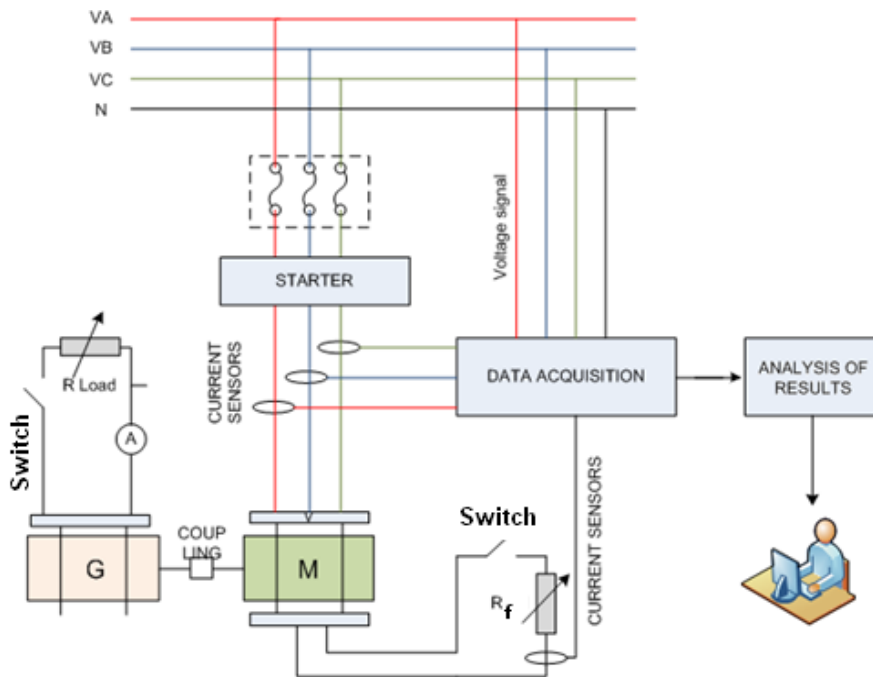 VA
VB
VC
N
Voltage signal
STARTER
R Load
CURRENT
SENSORS
DATA ACQUISITION
ANALYSIS OF
RESULTS
Switch
A
COUP
LING
G
M
Switch
Rf
CURRENT SENSORS